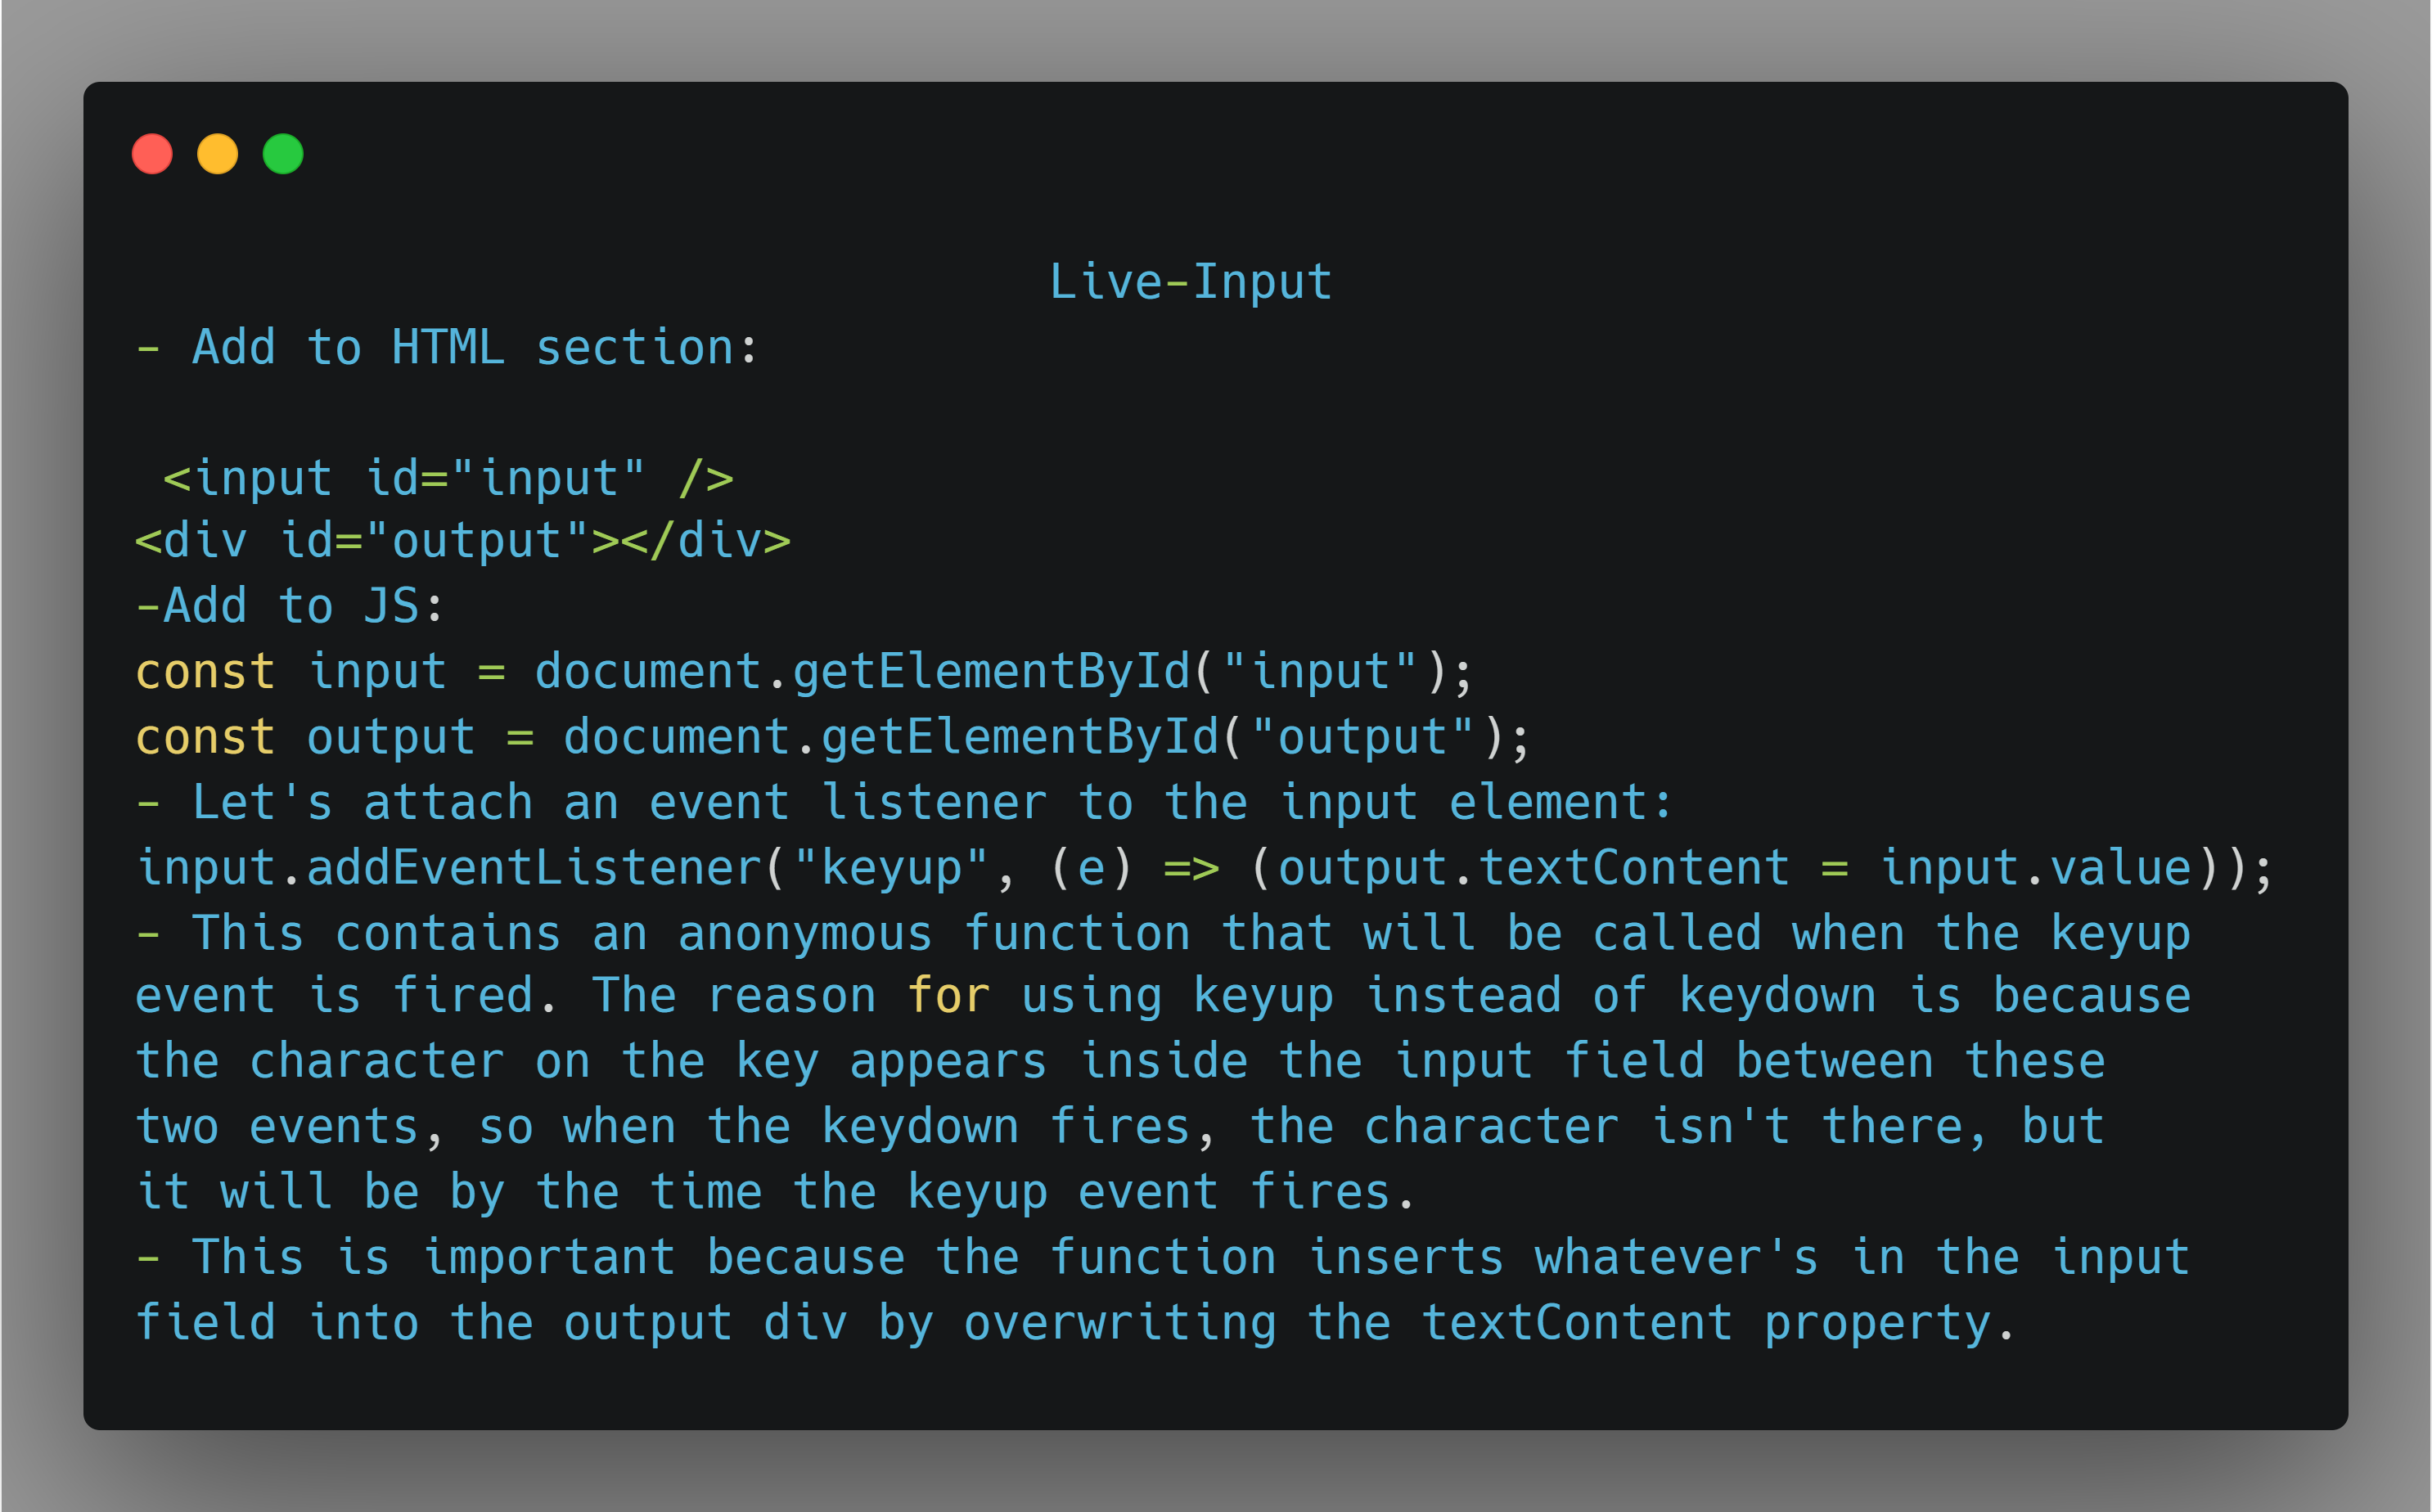 Live-Input
- Add to HTML section:
<input id="input" />
<div id="output"></div>
-Add to JS:
const input = document.getElementById("input");
const output = document.getElementById("output");
- Let's attach an event listener to the input element:
input.addEventListener("keyup", (e) => (output.textContent = input.value));
- This contains an anonymous function that will be called when the keyup
event is fired. The reason for using keyup instead of keydown is because
the character on the key appears inside the input field between these
two events, so when the keydown fires, the character isn't there, but
it will be by the time the keyup event fires.
- This is important because the function inserts whatever's in the input
field into the output div by overwriting the textContent property.